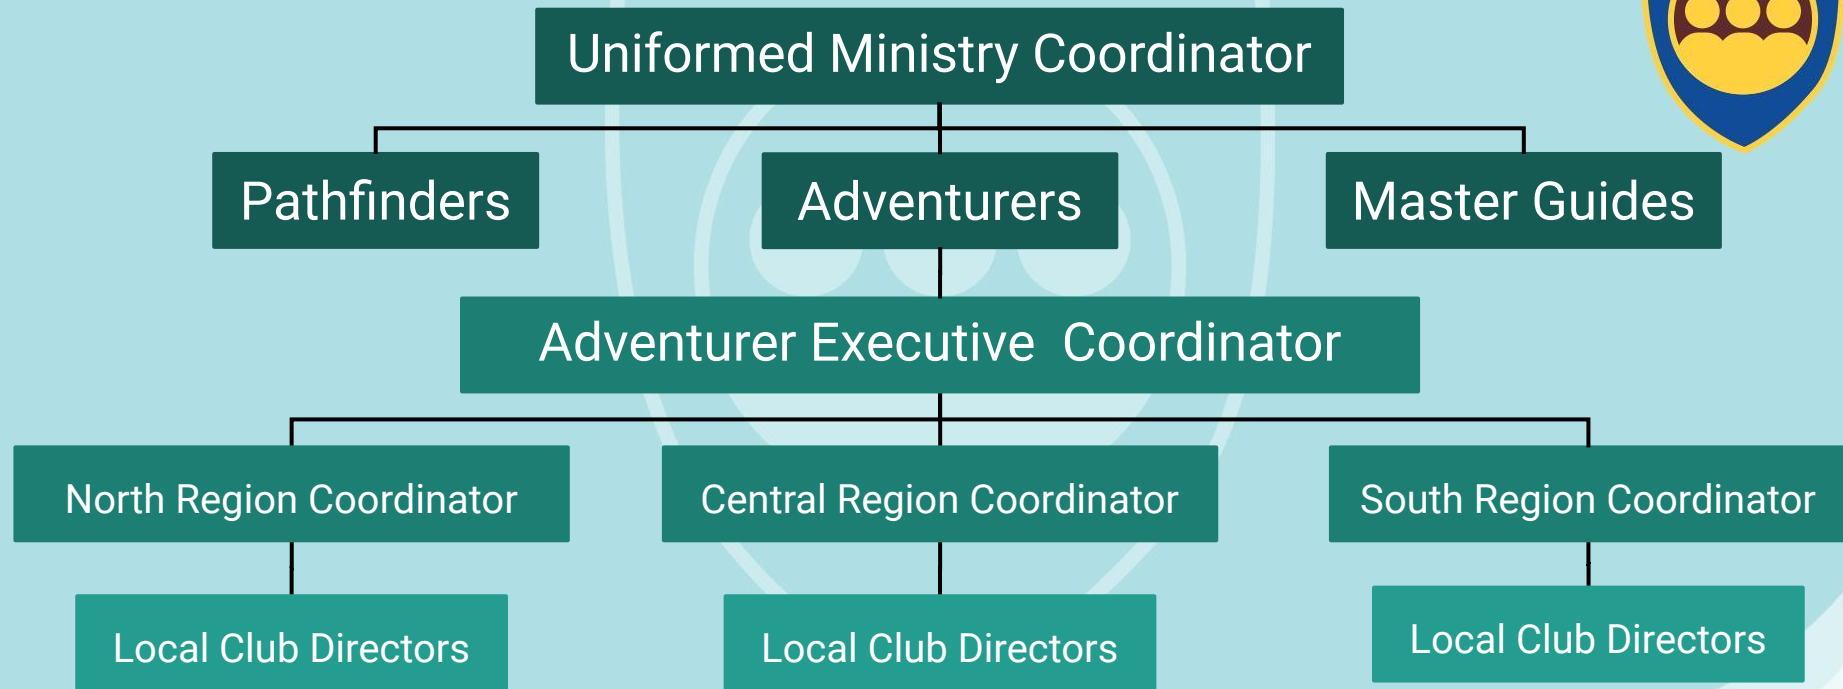 Uniformed Ministry Coordinator
Pathfinders
Adventurers
Master Guides
Adventurer Executive  Coordinator
North Region Coordinator
Central Region Coordinator
South Region Coordinator
Local Club Directors
Local Club Directors
Local Club Directors